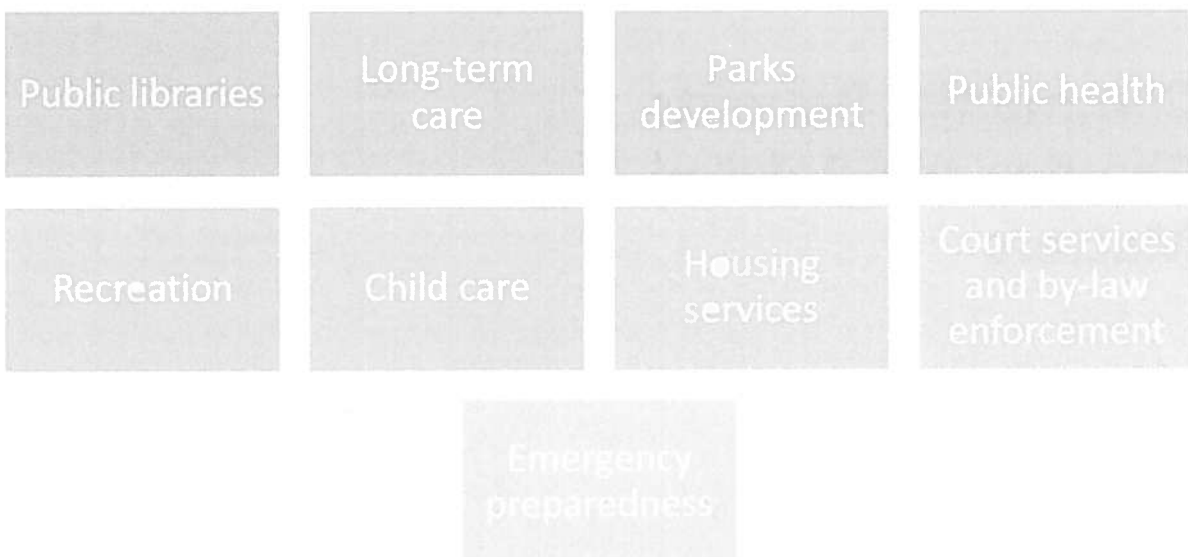 Public libraries
Long-term
care
Parks
development
Public health
Recreation
Child care
Housing
services
Court services
and by-law
enforcement
Emergency
preparedness